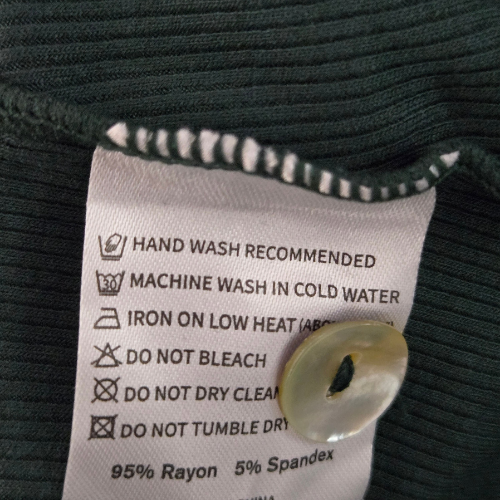 HAND WASH RECOMMENDED
30 MACHINE WASH IN COLD WATER
IRON ON LOW HEAT
DO NOT BLEACH
DO NOT DRY
DO NOT TUMBLE DRY
95% Rayon 5% Spandex